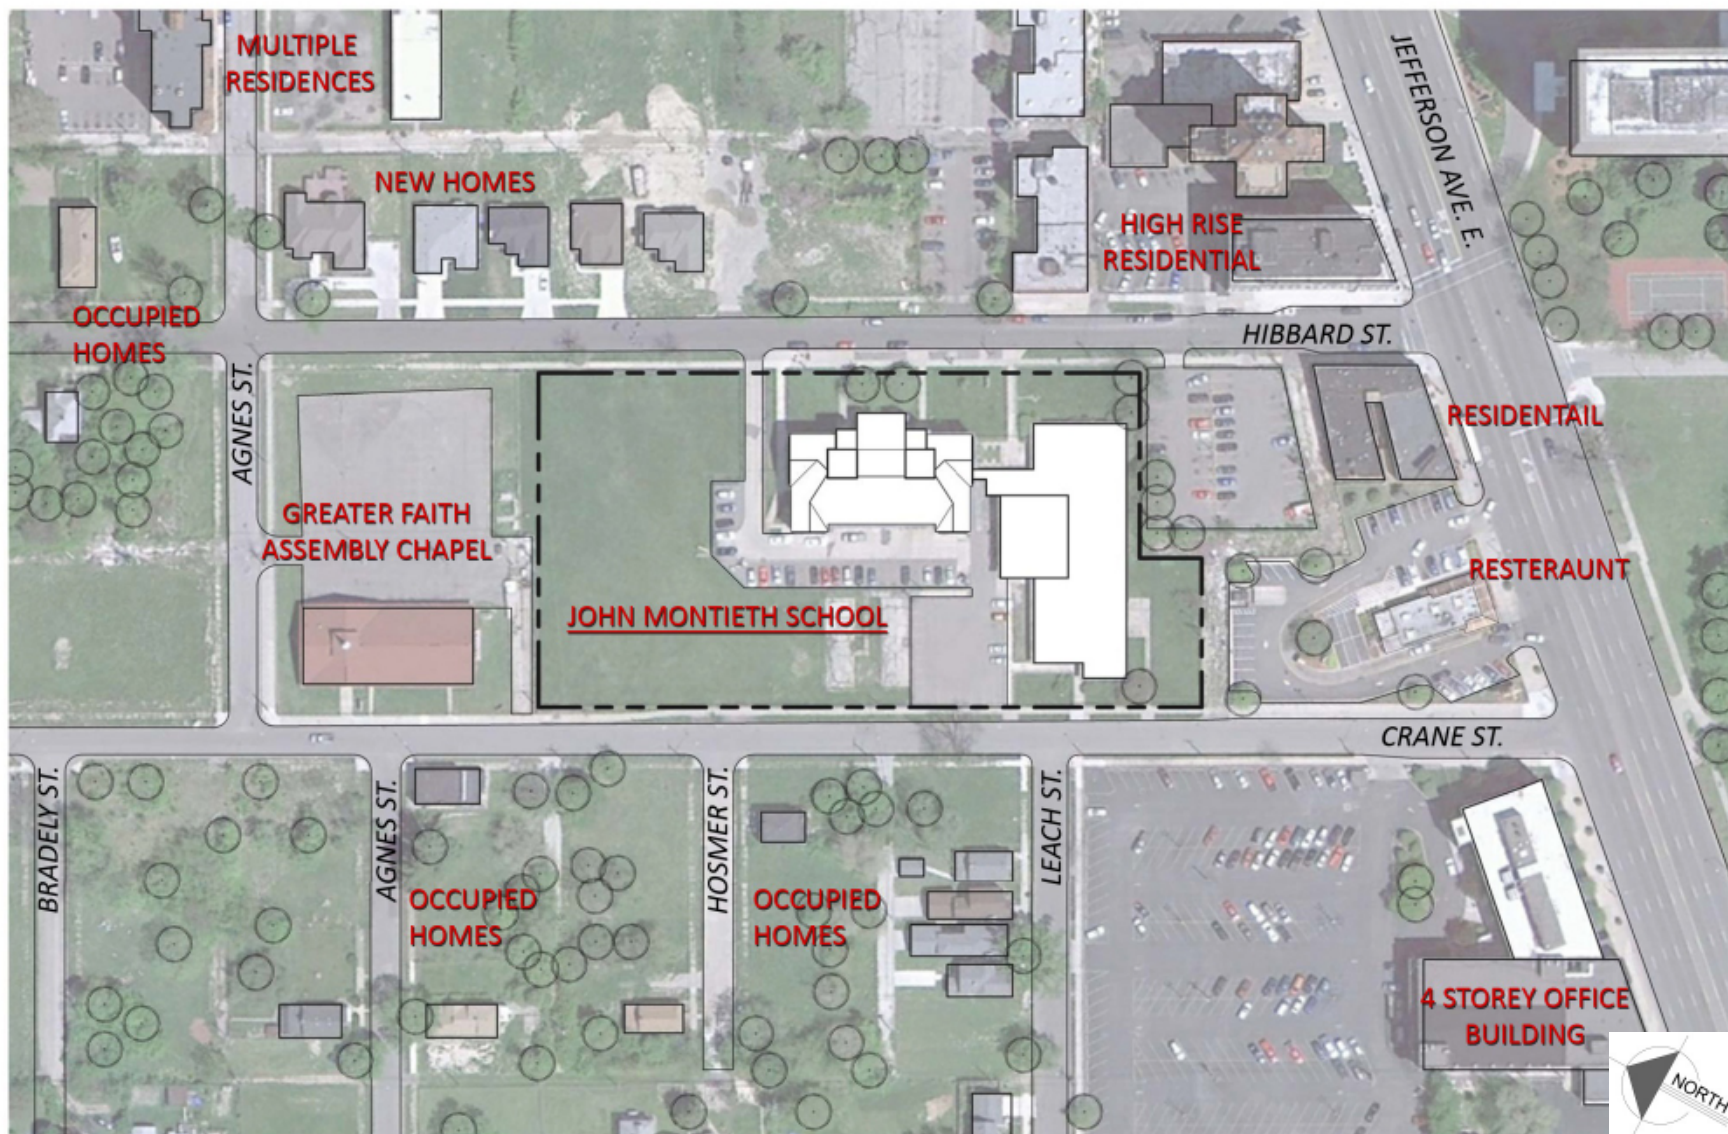 MULTIPLE
RESIDENCES
JEFFERSON AVE. E.
NEW HOMES
HIGH RISE
RESIDENTIAL
OCCUPIED
HOMES
HIBBARD ST.
AGNES ST.
RESIDENTAIL
GREATER FAITH
ASSEMBLY CHAPEL
RESTERAUNT
JOHN MONTIETH SCHOOL
CRANE ST.
BRADELY ST.
AGNES ST.
HOSMER ST.
LEACH ST.
OCCUPIED
HOMES
OCCUPIED
HOMES
4 STOREY OFFICE
BUILDING
NORTH